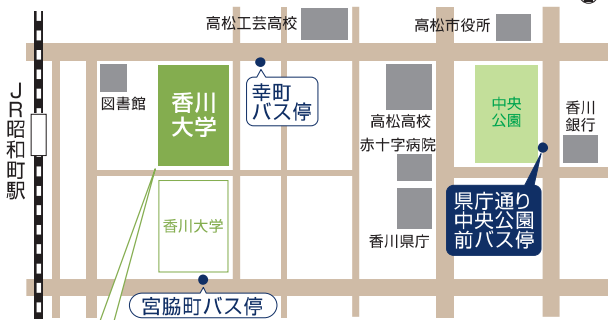 高松工芸高校
高松市役所
図書館
香川
大学
幸町
バス停
高松高校
中央
公園
香川
銀行
JR昭和町駅
赤十字病院
香川大学
香川県庁
県庁通り
中央公園
前バス停
宮脇町バス停